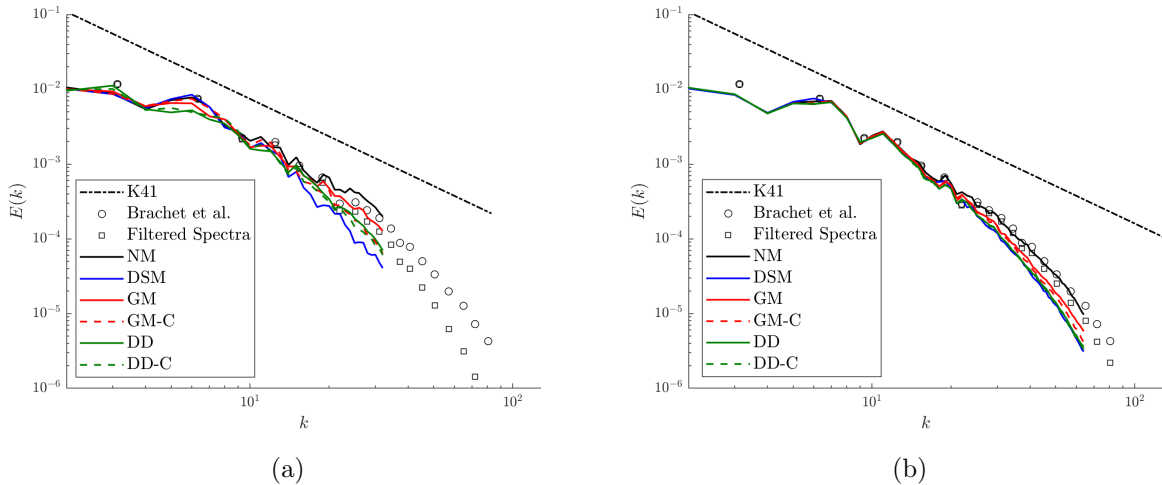 10^{-1}
10^{-2}
10^{-3}
10^{-4}
10^{-5}
10^{-6}
E(k)
K41
Brachet et al.
Filtered Spectra
NM
DSM
GM
GM-C
DD
DD-C
10^1
10^2
k
(a)
10^{-1}
10^{-2}
10^{-3}
10^{-4}
10^{-5}
10^{-6}
E(k)
K41
Brachet et al.
Filtered Spectra
NM
DSM
GM
GM-C
DD
DD-C
10^1
10^2
k
(b)